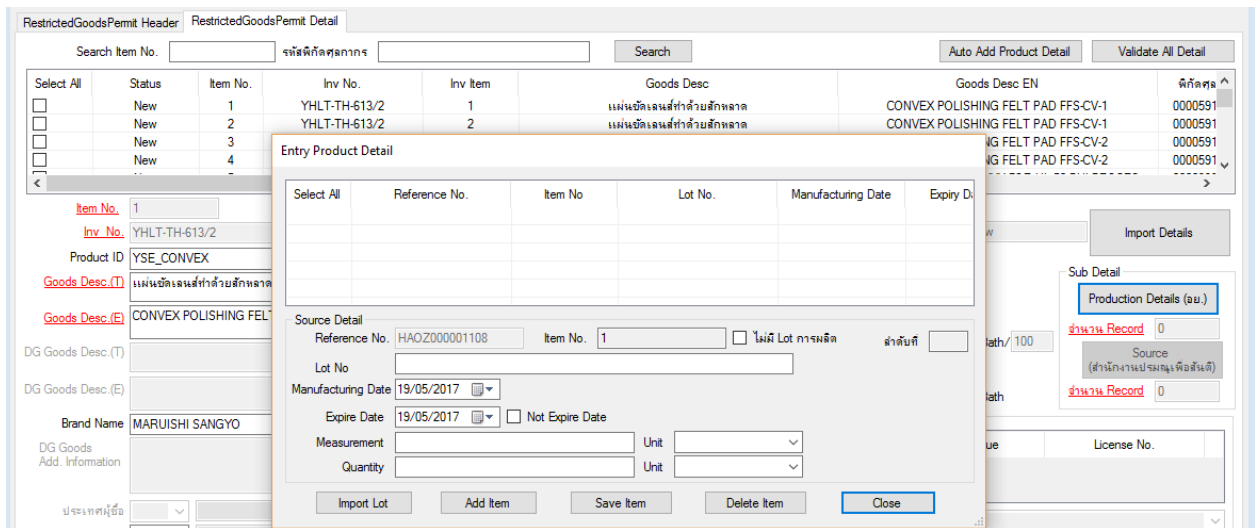 RestrictedGoodsPermit Header RestrictedGoodsPermit Detail
Search Item No. รหัสพิกัดศุลกากร Search Auto Add Product Detail Validate All Detail
Select All Status Item No. Inv No. Inv Item Goods Desc Goods Desc EN พิกัดศุล
New 1 YHLT-TH-613/2 1 แผ่นขัดเลนส์ทำด้วยสักหลาด CONVEX POLISHING FELT PAD FFS-CV-1 0000591
New 2 YHLT-TH-613/2 2 แผ่นขัดเลนส์ทำด้วยสักหลาด CONVEX POLISHING FELT PAD FFS-CV-1 0000591
New 3 NG FELT PAD FFS-CV-2 0000591
New 4 NG FELT PAD FFS-CV-2 0000591
Entry Product Detail
Select All Reference No. Item No Lot No. Manufacturing Date Expiry Da
Item No. 1
Inv No. YHLT-TH-613/2 w Import Details
Product ID YSE_CONVEX
Sub Detail
Goods Desc.(T) แผ่นขัดเลนส์ทำด้วยสักหลาด
Production Details (อย.)
Goods Desc.(E) CONVEX POLISHING FELT
Source Detail
จำนวน Record 0
Reference No. HAOZ000001108 Item No. 1 ไม่มี Lot การผลิต ลำดับที่
Bath/ 100
DG Goods Desc.(T)
Source
(สำนักงานปรมณูเพื่อสันติ)
Lot No
Manufacturing Date 19/05/2017
DG Goods Desc.(E)
Bath
จำนวน Record 0
Expire Date 19/05/2017 Not Expire Date
Brand Name MARUISHI SANGYO
Measurement Unit
DG Goods
Add. Information
ue License No.
Quantity Unit
Import Lot Add Item Save Item Delete Item Close
ประเทศผู้ซื้อ